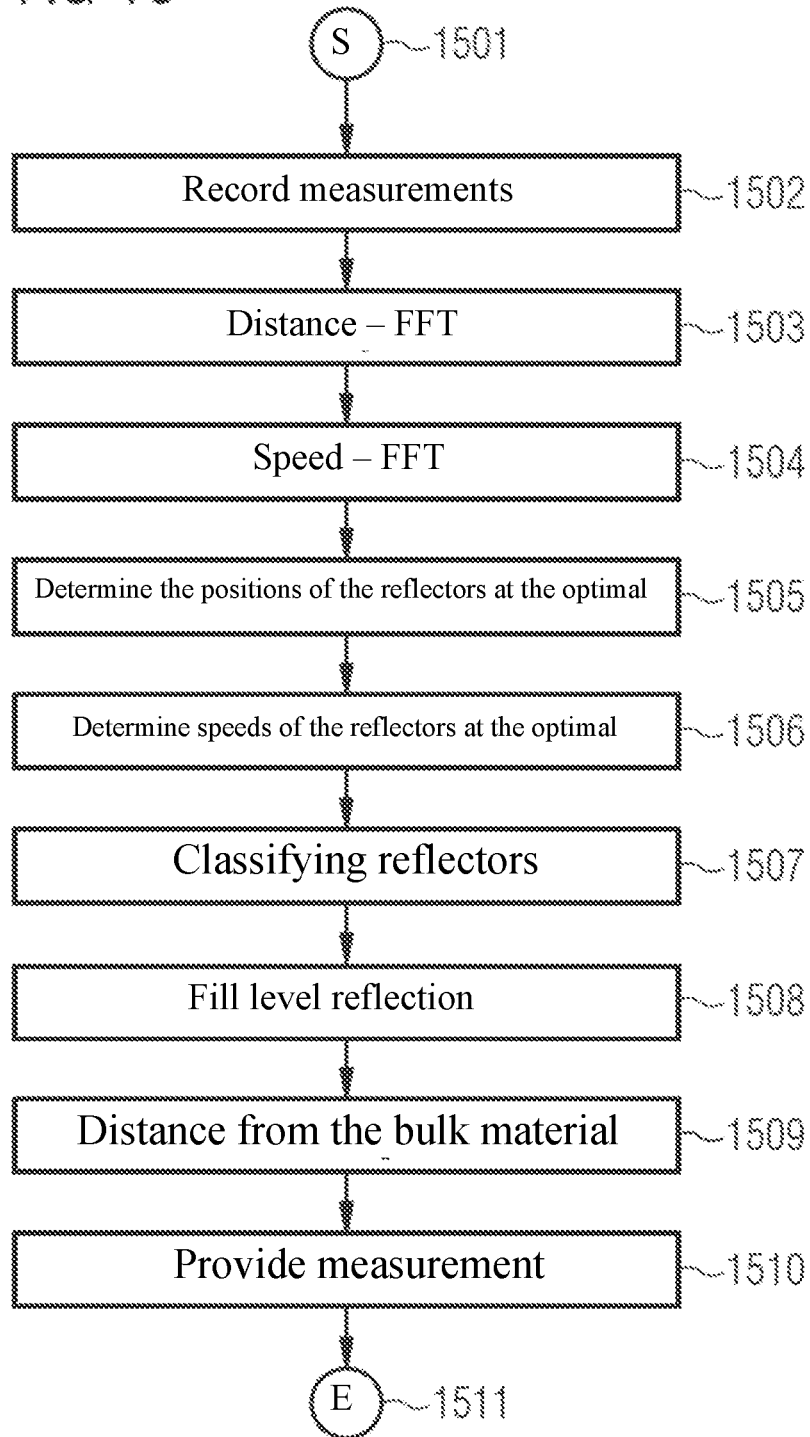 S 1501
Record measurements 1502
Distance – FFT 1503
Speed – FFT 1504
Determine the positions of the reflectors at the optimal 1505
Determine speeds of the reflectors at the optimal 1506
Classifying reflectors 1507
Fill level reflection 1508
Distance from the bulk material 1509
Provide measurement 1510
E 1511